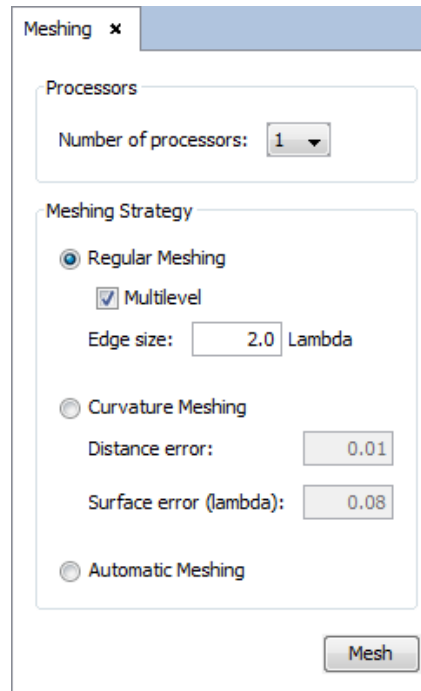 Meshing
Processors
Number of processors: 1
Meshing Strategy
Regular Meshing
Multilevel
Edge size: 2.0 Lambda
Curvature Meshing
Distance error: 0.01
Surface error (lambda): 0.08
Automatic Meshing
Mesh